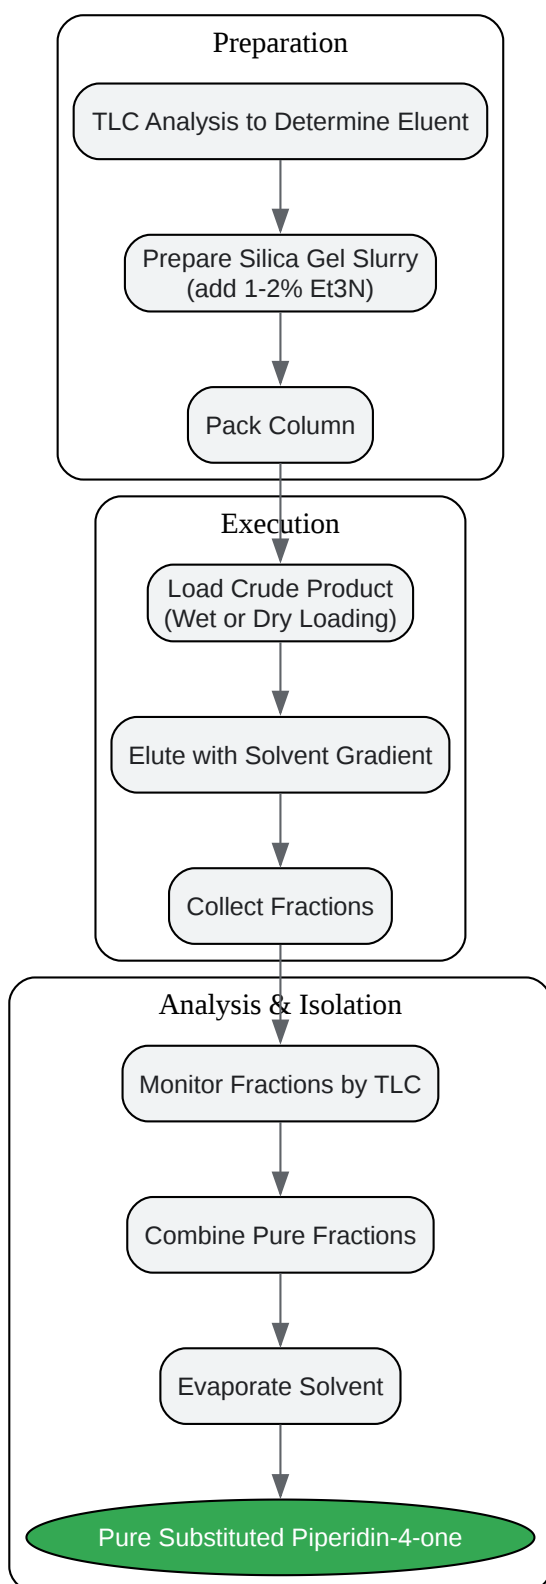 Preparation
TLC Analysis to Determine Eluent
Prepare Silica Gel Slurry
(add 1-2% Et3N)
Pack Column
Execution
Load Crude Product
(Wet or Dry Loading)
Elute with Solvent Gradient
Collect Fractions
Analysis & Isolation
Monitor Fractions by TLC
Combine Pure Fractions
Evaporate Solvent
Pure Substituted Piperidin-4-one